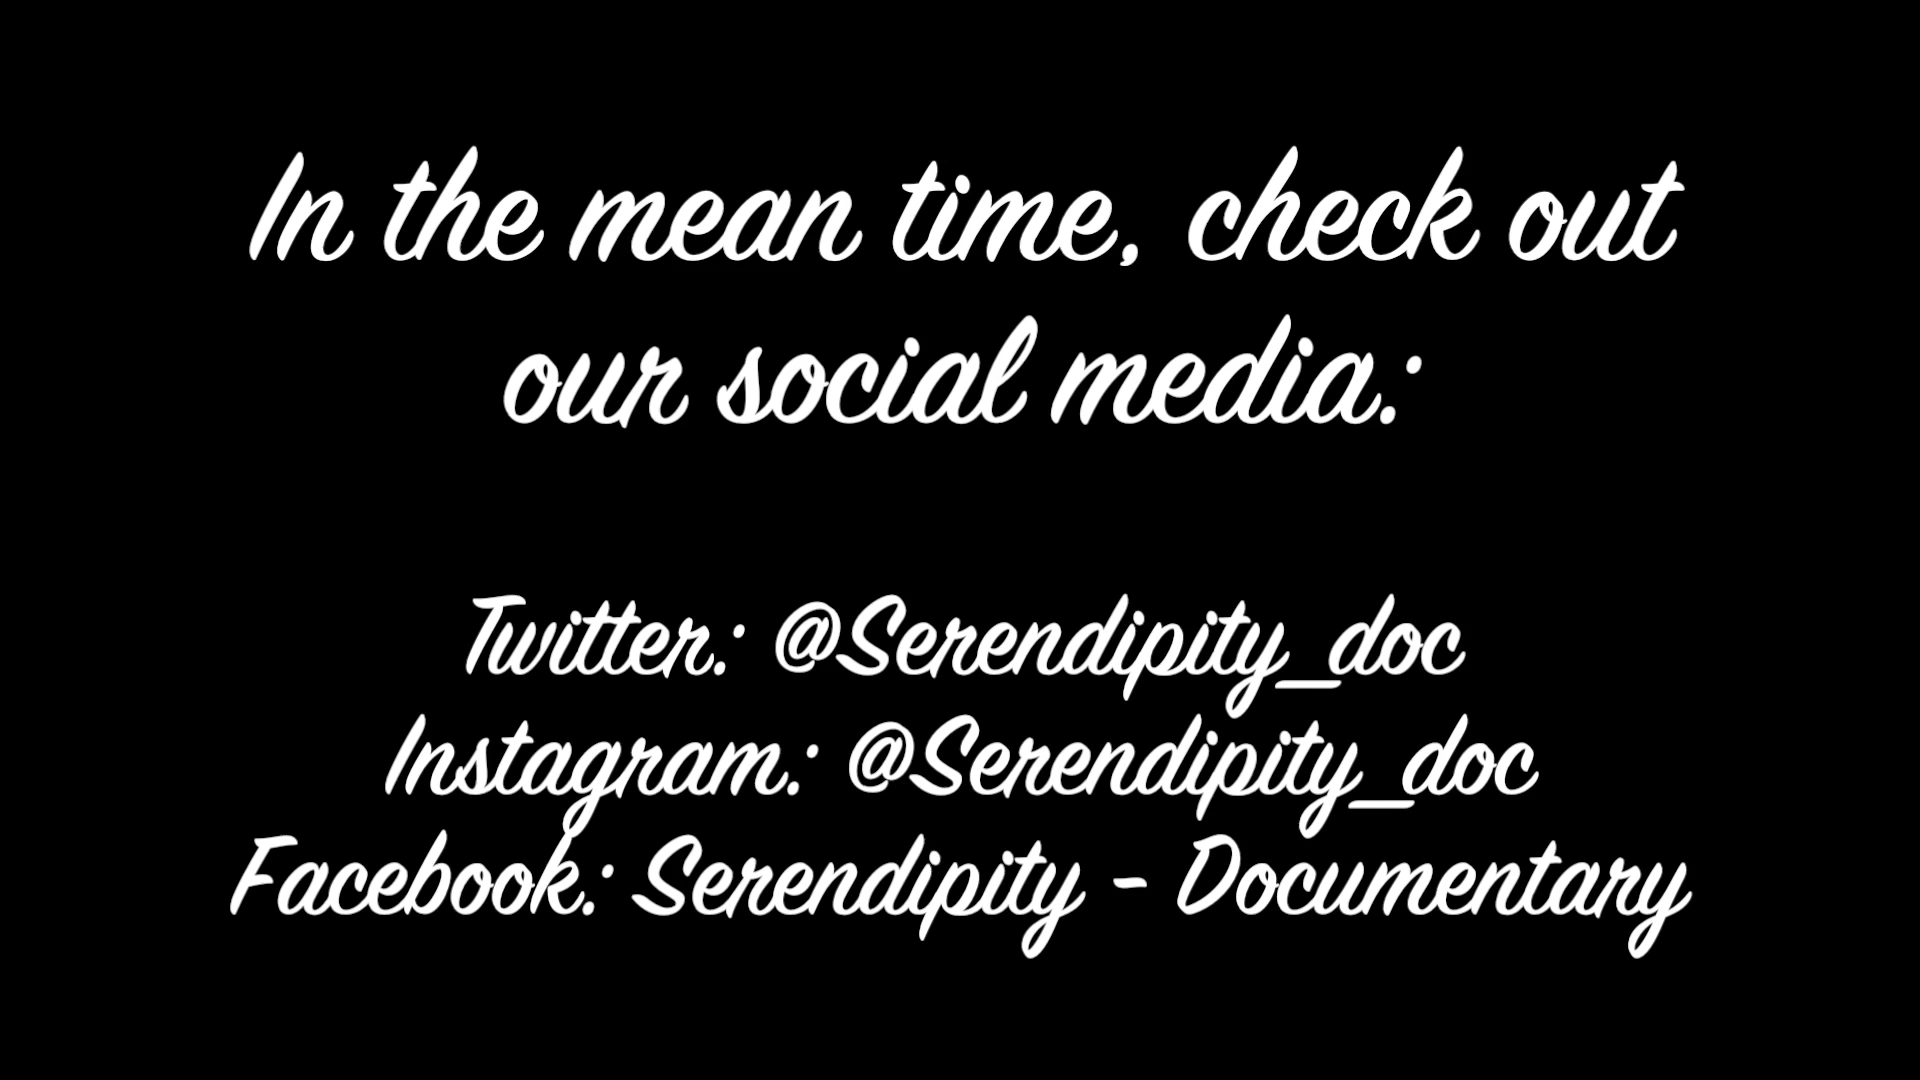 In the mean time, check out
our social media:
Twitter: @Serendipity_doc
Instagram: @Serendipity_doc
Facebook: Serendipity - Documentary